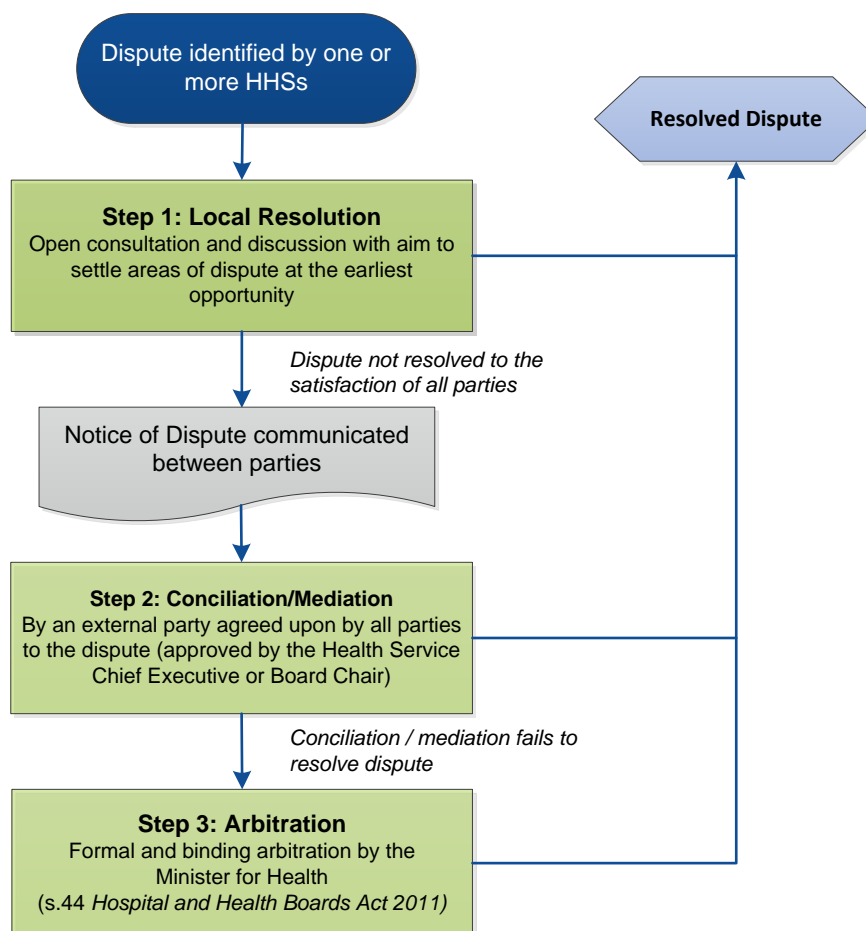 Dispute identified by one or
more HHSs
Resolved Dispute
Step 1: Local Resolution
Open consultation and discussion with aim to
settle areas of dispute at the earliest
opportunity
Dispute not resolved to the
satisfaction of all parties
Notice of Dispute communicated
between parties
Step 2: Conciliation/Mediation
By an external party agreed upon by all parties
to the dispute (approved by the Health Service
Chief Executive or Board Chair)
Conciliation / mediation fails to
resolve dispute
Step 3: Arbitration
Formal and binding arbitration by the
Minister for Health
(s.44 Hospital and Health Boards Act 2011)